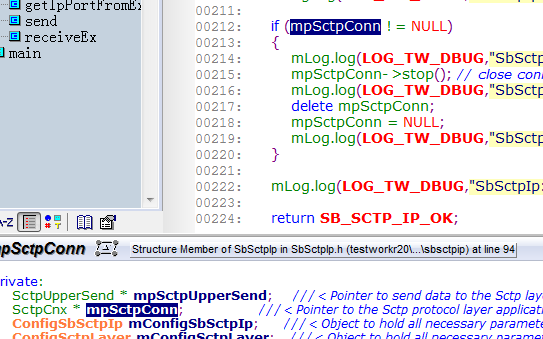 getIpPortFromEx
send
receiveEx
main
00211:
00212: if (mpSctpConn != NULL)
00213: {
00214: mLog.log(LOG_TW_DBUG,"SbSctp
00215: mpSctpConn->stop(); // close conn
00216: mLog.log(LOG_TW_DBUG,"SbSctp
00217: delete mpSctpConn;
00218: mpSctpConn = NULL;
00219: mLog.log(LOG_TW_DBUG,"SbSctp
00220: }
00221:
00222: mLog.log(LOG_TW_DBUG,"SbSctpIp:
00223:
00224: return SB_SCTP_IP_OK;
A-Z
mpSctpConn Structure Member of SbSctpIp in SbSctpIp.h (testworkr20\...\sbsctpip) at line 94
private:
SctpUpperSend * mpSctpUpperSend; ///< Pointer to send data to the Sctp lay
SctpCnx * mpSctpConn; ///< Pointer to the Sctp protocol layer applicati
ConfigSbSctpIp mConfigSbSctpIp; ///< Object to hold all necessary paramete
ConfigSctpLayer mConfigSctpLayer; ///< Object to hold all necessary paramete